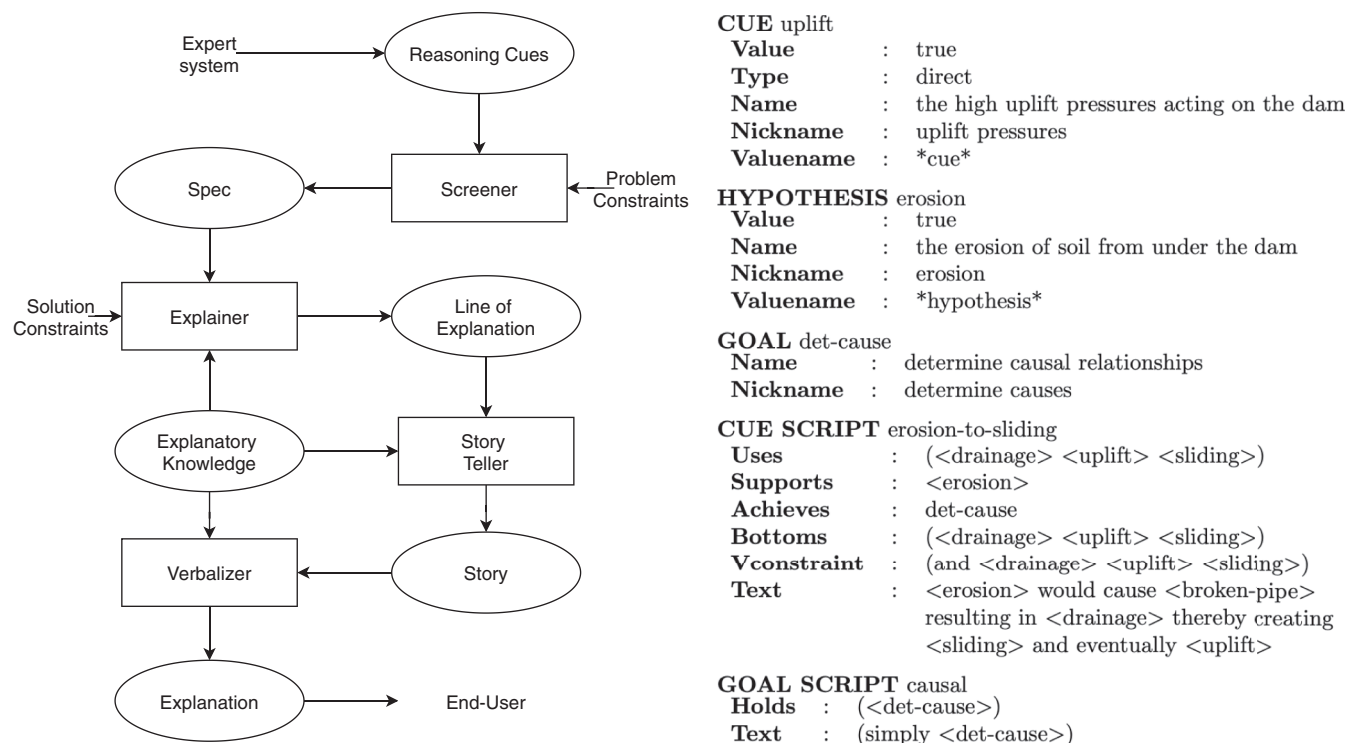 Expert
system
Reasoning Cues
Spec
Screener
Problem
Constraints
Solution
Constraints
Explainer
Line of
Explanation
Explanatory
Knowledge
Story
Teller
Verbalizer
Story
Explanation
End-User
CUE uplift
Value : true
Type : direct
Name : the high uplift pressures acting on the dam
Nickname : uplift pressures
Valuename : *cue*
HYPOTHESIS erosion
Value : true
Name : the erosion of soil from under the dam
Nickname : erosion
Valuename : *hypothesis*
GOAL det-cause
Name : determine causal relationships
Nickname : determine causes
CUE SCRIPT erosion-to-sliding
Uses : (<drainage> <uplift> <sliding>)
Supports : <erosion>
Achieves : det-cause
Bottoms : (<drainage> <uplift> <sliding>)
Vconstraint : (and <drainage> <uplift> <sliding>)
Text : <erosion> would cause <broken-pipe>
resulting in <drainage> thereby creating
<sliding> and eventually <uplift>
GOAL SCRIPT causal
Holds : (<det-cause>)
Text : (simply <det-cause>)